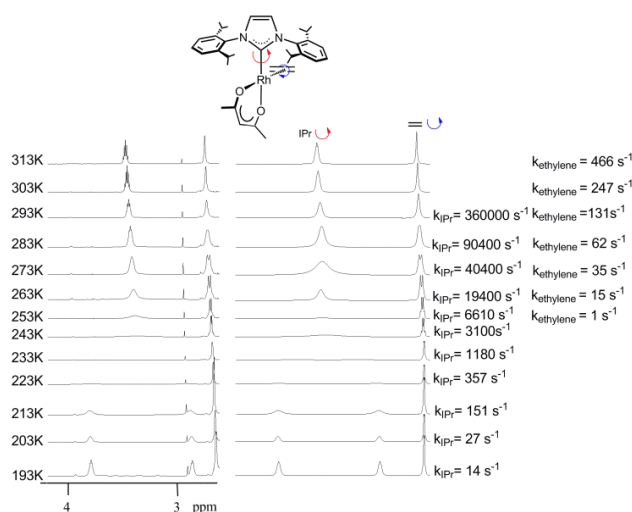 N N
Rh
O
O
IPr
313K k_ethylene = 466 s⁻¹
303K k_ethylene = 247 s⁻¹
293K k_IPr= 360000 s⁻¹ k_ethylene =131s⁻¹
283K k_IPr= 90400 s⁻¹ k_ethylene = 62 s⁻¹
273K k_IPr= 40400 s⁻¹ k_ethylene = 35 s⁻¹
263K k_IPr= 19400 s⁻¹ k_ethylene = 15 s⁻¹
253K k_IPr= 6610 s⁻¹ k_ethylene = 1 s⁻¹
243K k_IPr= 3100s⁻¹
233K k_IPr= 1180 s⁻¹
223K k_IPr= 357 s⁻¹
213K k_IPr= 151 s⁻¹
203K k_IPr= 27 s⁻¹
193K k_IPr= 14 s⁻¹
4 3 ppm